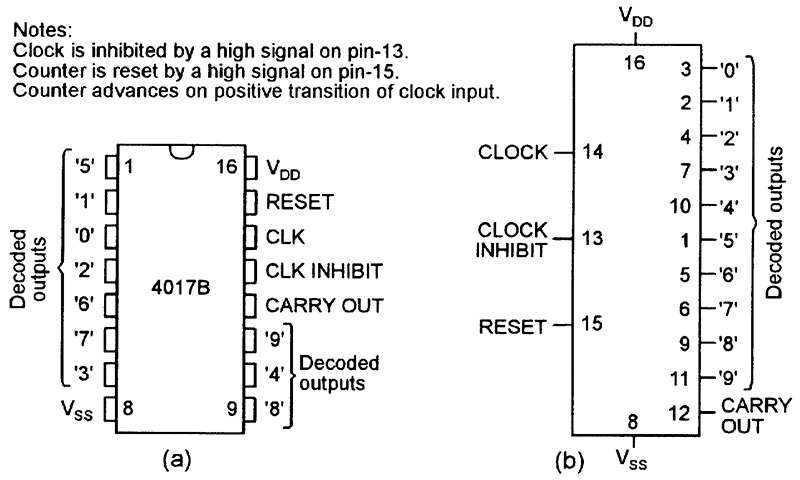 Notes:
Clock is inhibited by a high signal on pin-13.
Counter is reset by a high signal on pin-15.
Counter advances on positive transition of clock input.
Decoded
outputs
'5'
'1'
'0'
'2'
'6'
'7'
'3'
VSS
1
16
4017B
8
9
VDD
RESET
CLK
CLK INHIBIT
CARRY OUT
'9'
'4'
'8'
Decoded
outputs
(a)
VDD
16
CLOCK 14
CLOCK
INHIBIT 13
RESET 15
3 '0'
2 '1'
4 '2'
7 '3'
10 '4'
1 '5'
5 '6'
6 '7'
9 '8'
11 '9'
12 CARRY
OUT
Decoded outputs
8
VSS
(b)